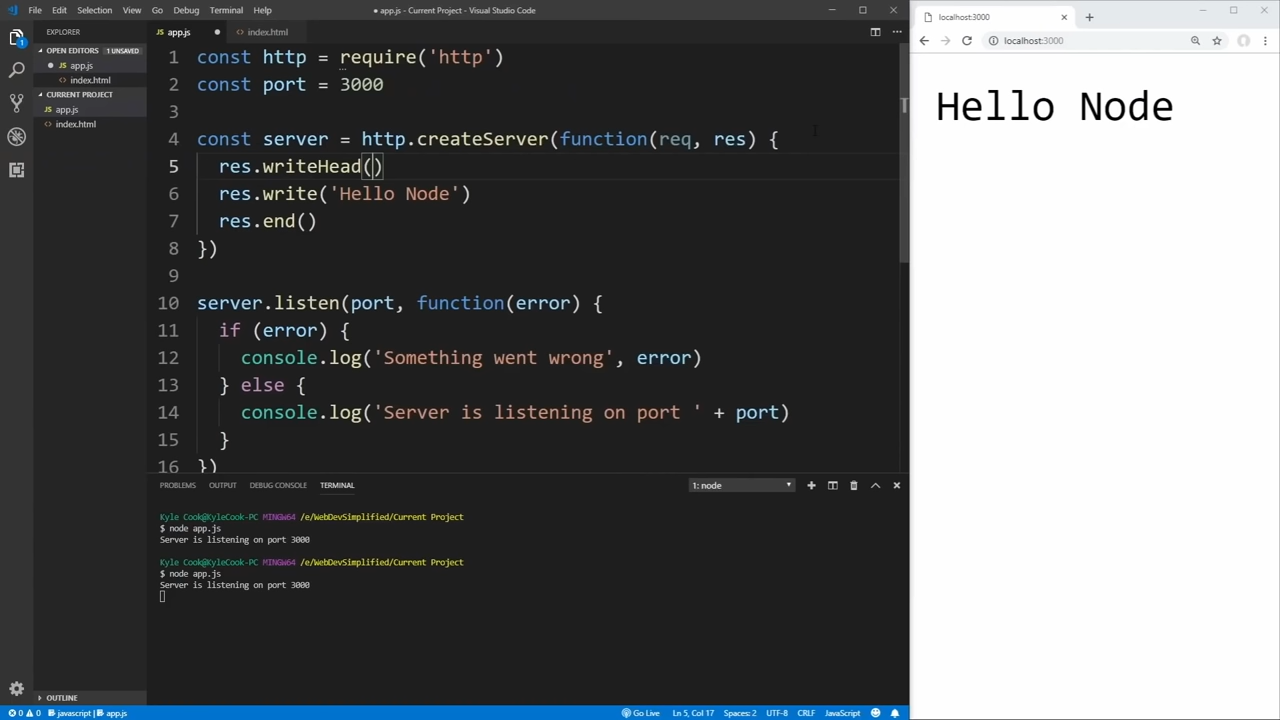 File Edit Selection View Go Debug Terminal Help
● app.js - Current Project - Visual Studio Code
EXPLORER
OPEN EDITORS 1 UNSAVED
app.js
index.html
CURRENT PROJECT
app.js
index.html
OUTLINE
app.js
index.html
1 const http = require('http')
2 const port = 3000
3
4 const server = http.createServer(function(req, res) {
5 res.writeHead()
6 res.write('Hello Node')
7 res.end()
8 })
9
10 server.listen(port, function(error) {
11 if (error) {
12 console.log('Something went wrong', error)
13 } else {
14 console.log('Server is listening on port ' + port)
15 }
16 })
PROBLEMS OUTPUT DEBUG CONSOLE TERMINAL
1: node
Kyle Cook@KyleCook-PC MINGW64 /e/WebDevSimplified/Current Project
$ node app.js
Server is listening on port 3000
Kyle Cook@KyleCook-PC MINGW64 /e/WebDevSimplified/Current Project
$ node app.js
Server is listening on port 3000
0 0 javascript | app.js
Go Live Ln 5, Col 17 Spaces: 2 UTF-8 CRLF JavaScript
localhost:3000
localhost:3000
Hello Node